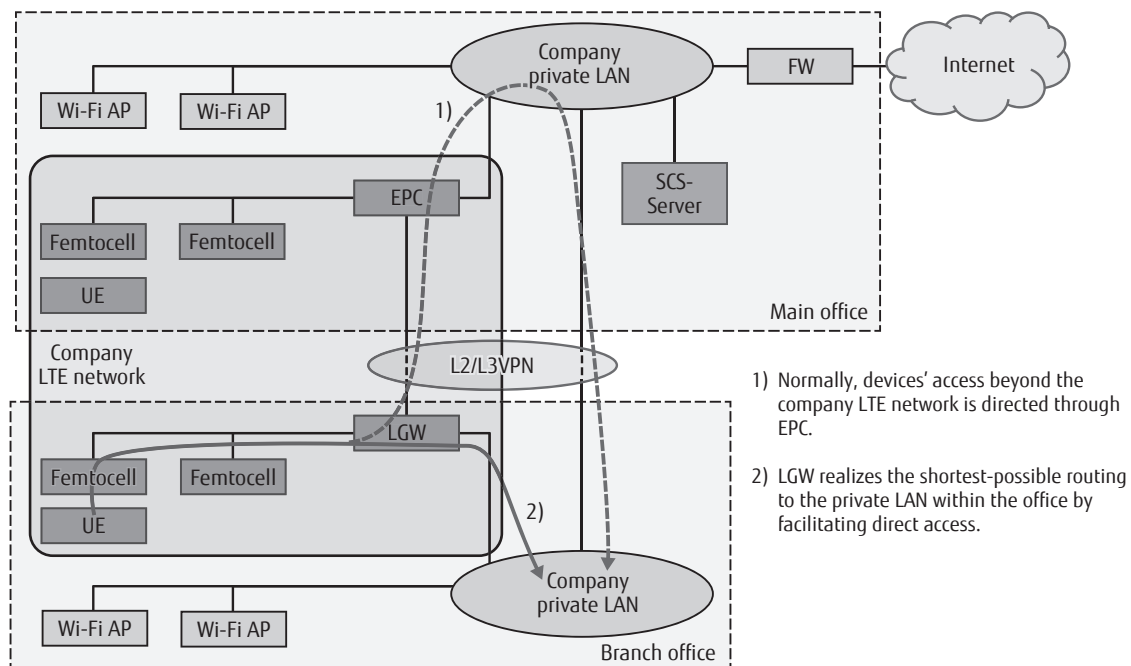 Company
private LAN
FW
Internet
Wi-Fi AP
Wi-Fi AP
1)
EPC
SCS-
Server
Femtocell
Femtocell
UE
Main office
Company
LTE network
L2/L3VPN
1) Normally, devices’ access beyond the
company LTE network is directed through
EPC.
LGW
Femtocell
Femtocell
2) LGW realizes the shortest-possible routing
to the private LAN within the office by
facilitating direct access.
UE
2)
Company
private LAN
Wi-Fi AP
Wi-Fi AP
Branch office